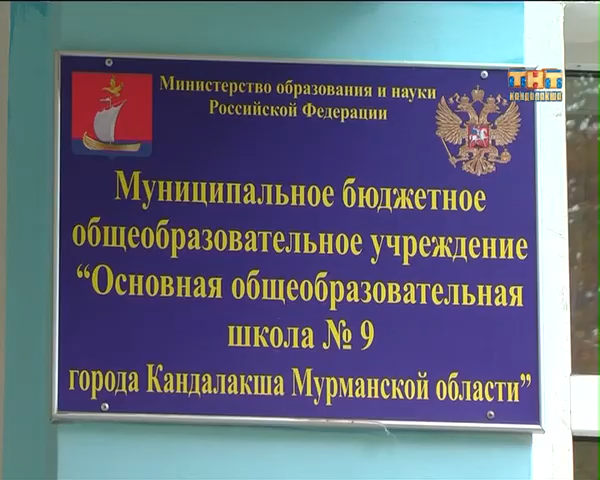 ТНТ
КАНДАЛАКША
Министерство образования и науки
Российской Федерации
Муниципальное бюджетное
общеобразовательное учреждение
“Основная общеобразовательная
школа № 9
города Кандалакша Мурманской области”